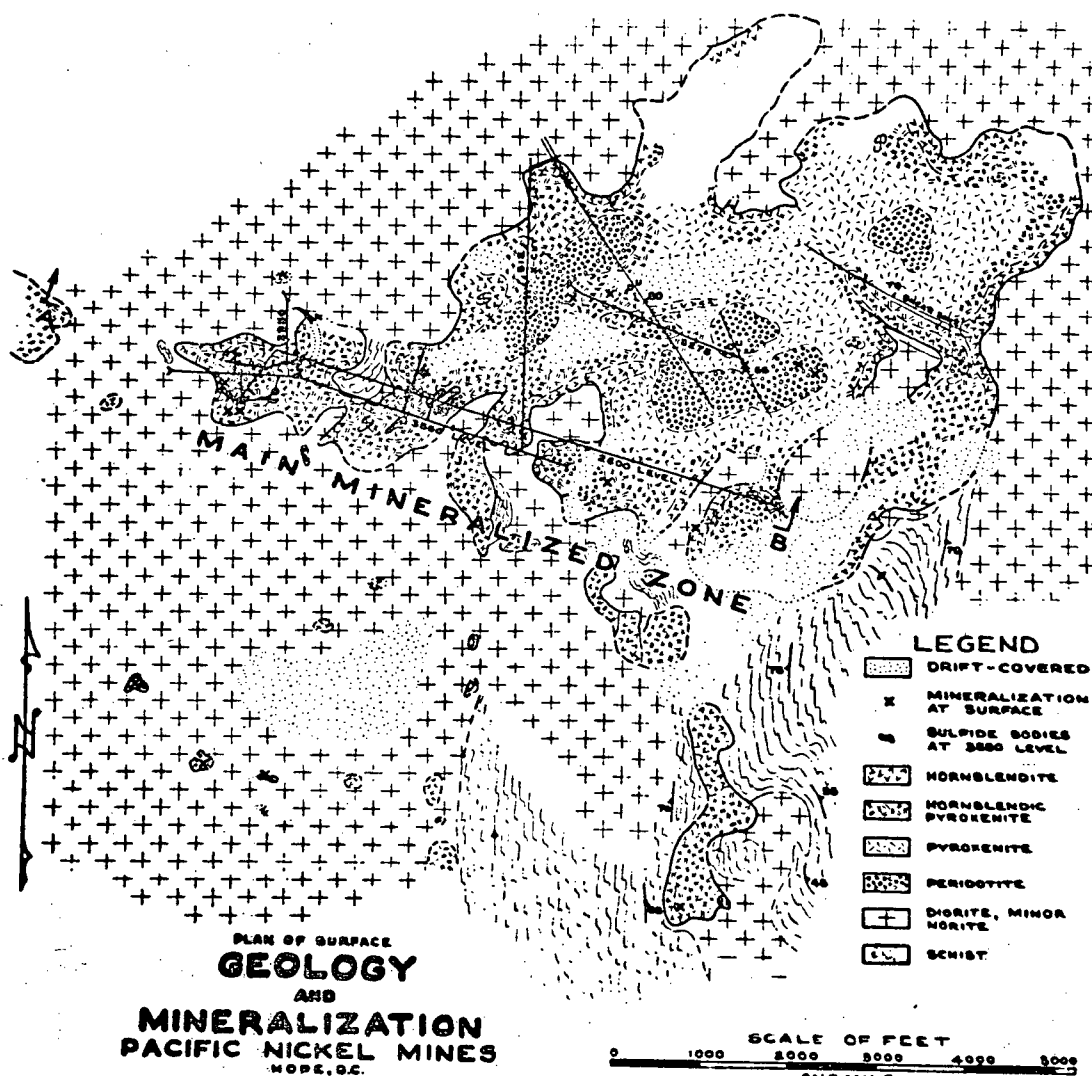 MAIN MINERALIZED ZONE
A
B
3600
2600
N
LEGEND
DRIFT-COVERED
MINERALIZATION
AT SURFACE
SULFIDE BODIES
AT 3550 LEVEL
HORNBLENDITE
HORNBLENDIC
PYROXENITE
PYROXENITE
PERIDOTITE
DIORITE, MINOR
NORITE
SCHIST
PLAN OF SURFACE
GEOLOGY
AND
MINERALIZATION
PACIFIC NICKEL MINES
HOPE, B.C.
SCALE OF FEET
0 1000 2000 3000 4000 5000